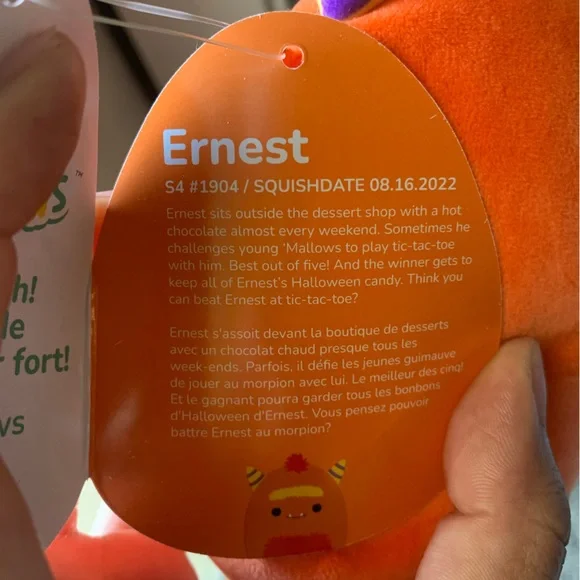 Ernest
S4 #1904 / SQUISHDATE 08.16.2022
Ernest sits outside the dessert shop with a hot
chocolate almost every weekend. Sometimes he
challenges young 'Mallows to play tic-tac-toe
with him. Best out of five! And the winner gets to
keep all of Ernest's Halloween candy. Think you
can beat Ernest at tic-tac-toe?
Ernest s'assoit devant la boutique de desserts
avec un chocolat chaud presque tous les
week-ends. Parfois, il défie les jeunes guimauve
de jouer au morpion avec lui. Le meilleur des cinq!
Et le gagnant pourra garder tous les bonbons
d'Halloween d'Ernest. Vous pensez pouvoir
battre Ernest au morpion?
fort!